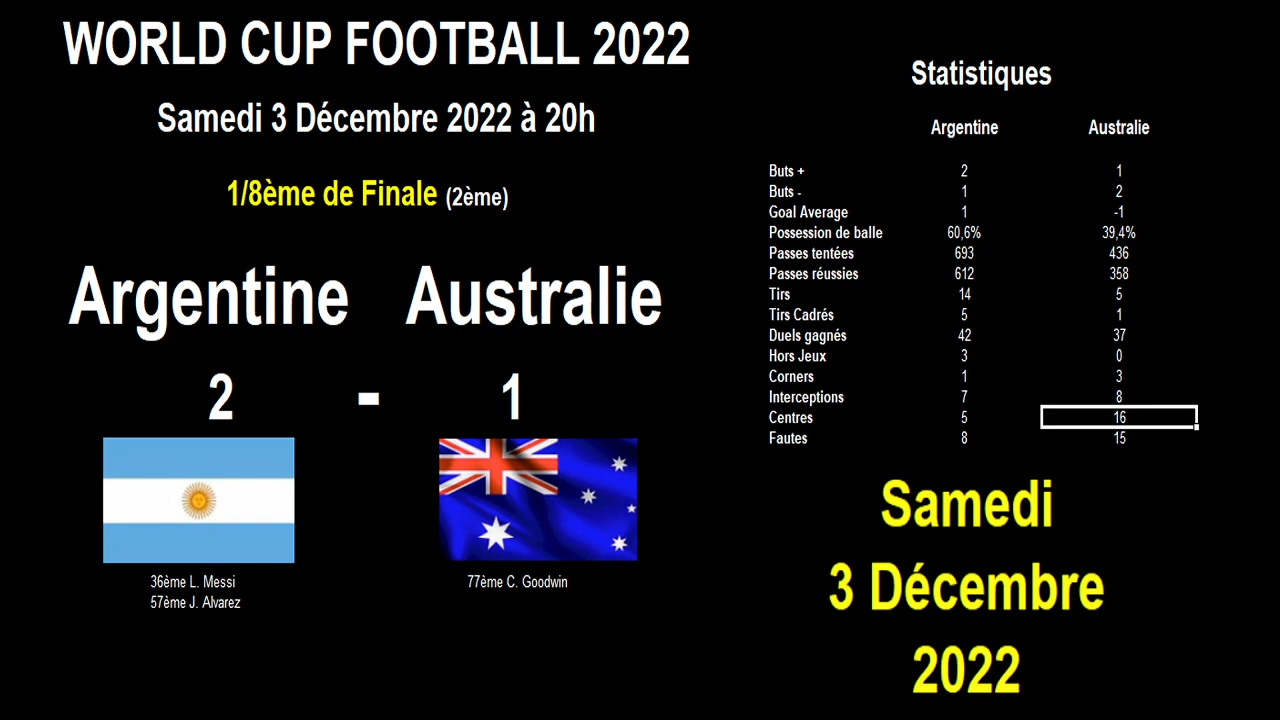 WORLD CUP FOOTBALL 2022
Samedi 3 Décembre 2022 à 20h
1/8ème de Finale (2ème)
Argentine Australie
2 - 1
36ème L. Messi
57ème J. Alvarez
77ème C. Goodwin
Statistiques
Argentine Australie
Buts + 2 1
Buts - 1 2
Goal Average 1 -1
Possession de balle 60,6% 39,4%
Passes tentées 693 436
Passes réussies 612 358
Tirs 14 5
Tirs Cadrés 5 1
Duels gagnés 42 37
Hors Jeux 3 0
Corners 1 3
Interceptions 7 8
Centres 5 16
Fautes 8 15
Samedi
3 Décembre
2022